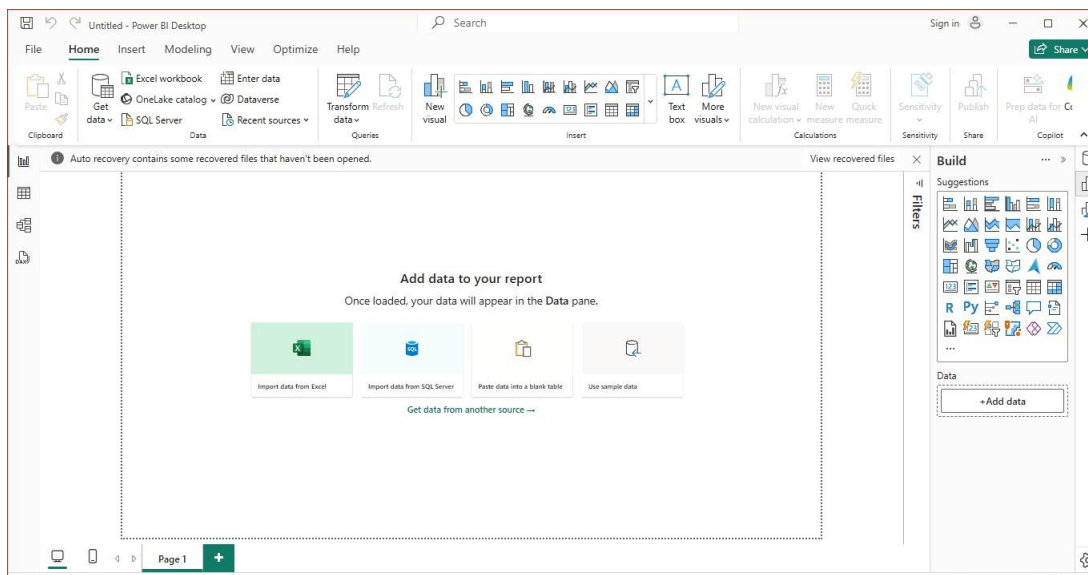 Untitled - Power BI Desktop
Search
Sign in
File Home Insert Modeling View Optimize Help
Share
Paste
Clipboard
Get data
Excel workbook
OneLake catalog
SQL Server
Enter data
Dataverse
Recent sources
Data
Transform data
Refresh
Queries
New visual
Text box
More visuals
Insert
New visual calculation
New measure
Quick measure
Calculations
Sensitivity
Sensitivity
Publish
Share
Prep data for AI
Copilot
Auto recovery contains some recovered files that haven't been opened.
View recovered files
Filters
Build
Suggestions
123
R Py
Data
+Add data
Add data to your report
Once loaded, your data will appear in the Data pane.
SQL
Import data from Excel
Import data from SQL Server
Paste data into a blank table
Use sample data
Get data from another source →
Page 1